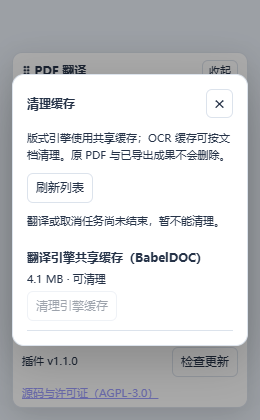 ⠿ PDF 翻译
收起
清理缓存
×
版式引擎使用共享缓存；OCR 缓存可按文
档清理。原 PDF 与已导出成果不会删除。
刷新列表
翻译或取消任务尚未结束，暂不能清理。
翻译引擎共享缓存（BabelDOC）
4.1 MB · 可清理
清理引擎缓存
插件 v1.1.0
检查更新
源码与许可证（AGPL-3.0）